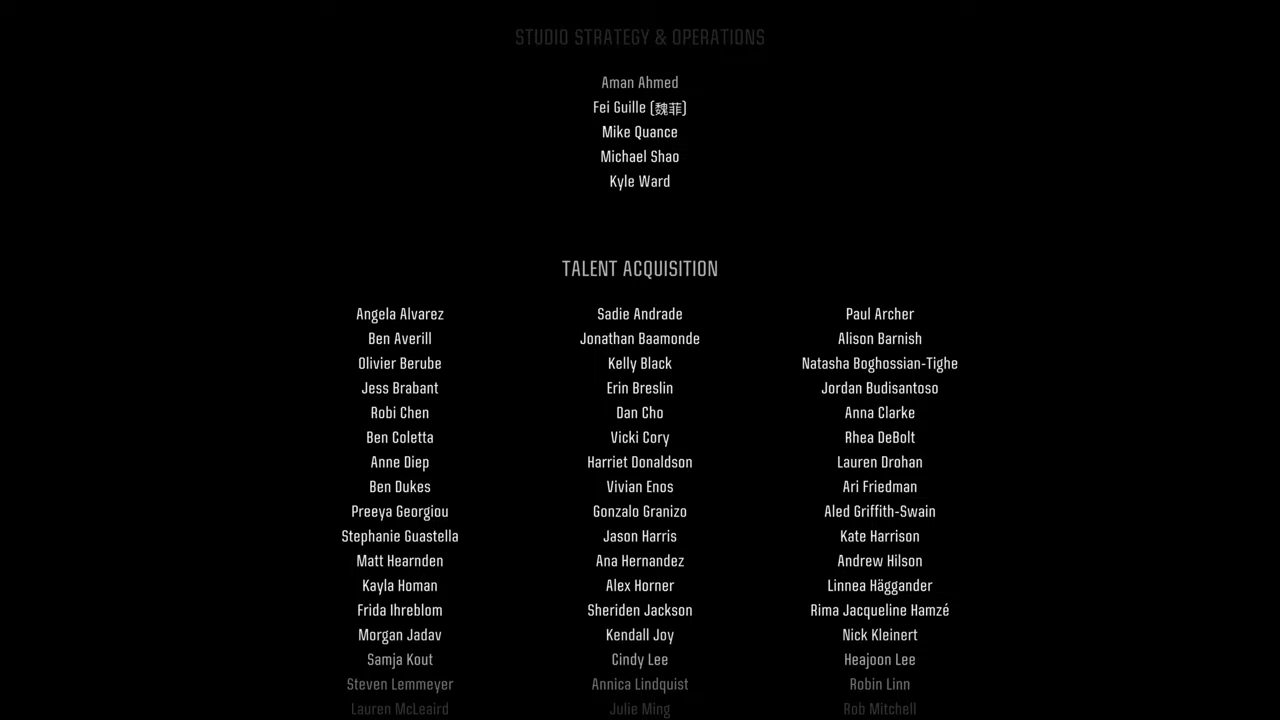 STUDIO STRATEGY & OPERATIONS
Aman Ahmed
Fei Guille (魏菲)
Mike Quance
Michael Shao
Kyle Ward
TALENT ACQUISITION
Angela Alvarez Sadie Andrade Paul Archer
Ben Averill Jonathan Baamonde Alison Barnish
Olivier Berube Kelly Black Natasha Boghossian-Tighe
Jess Brabant Erin Breslin Jordan Budisantoso
Robi Chen Dan Cho Anna Clarke
Ben Coletta Vicki Cory Rhea DeBolt
Anne Diep Harriet Donaldson Lauren Drohan
Ben Dukes Vivian Enos Ari Friedman
Preeya Georgiou Gonzalo Granizo Aled Griffith-Swain
Stephanie Guastella Jason Harris Kate Harrison
Matt Hearnden Ana Hernandez Andrew Hilson
Kayla Homan Alex Horner Linnea Häggander
Frida Ihreblom Sheriden Jackson Rima Jacqueline Hamzé
Morgan Jadav Kendall Joy Nick Kleinert
Samja Kout Cindy Lee Heajoon Lee
Steven Lemmeyer Annica Lindquist Robin Linn
Lauren McLeaird Julie Ming Rob Mitchell